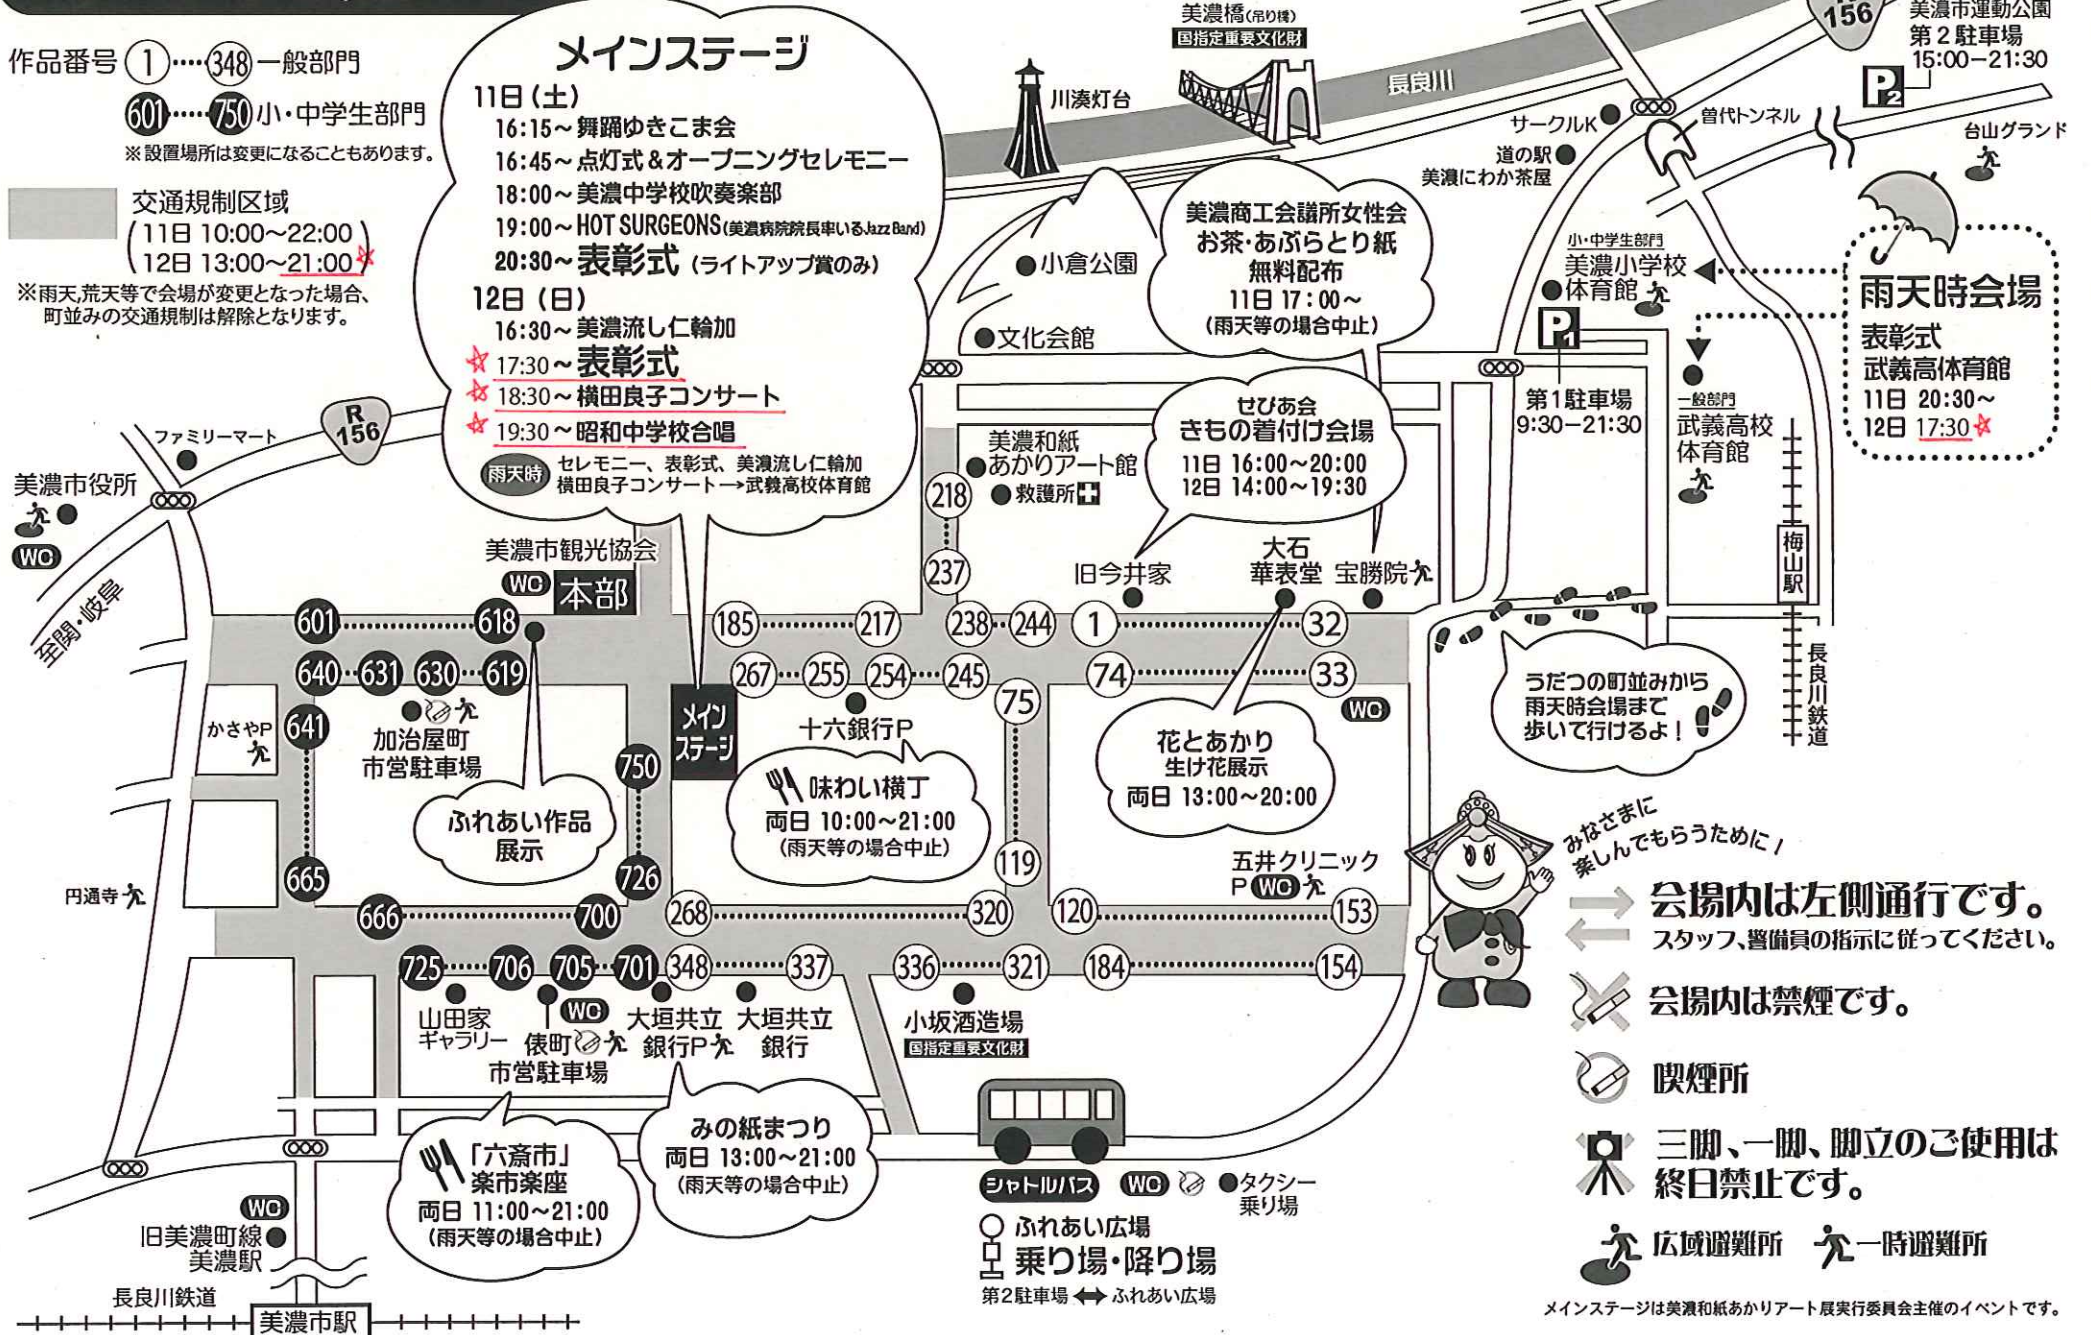 作品番号 ①‥‥㉞㊽一般部門
601‥‥750小・中学生部門
※設置場所は変更になることもあります。
交通規制区域
(11日 10:00〜22:00)
(12日 13:00〜21:00)☆
※雨天,荒天等で会場が変更となった場合、
町並みの交通規制は解除となります。
メインステージ
11日（土）
16:15〜舞踊ゆきこま会
16:45〜点灯式&オープニングセレモニー
18:00〜美濃中学校吹奏楽部
19:00〜HOT SURGEONS(美濃病院院長率いるJazz Band)
20:30〜表彰式（ライトアップ賞のみ）
12日（日）
16:30〜美濃流し仁輪加
☆17:30〜表彰式
☆18:30〜横田良子コンサート
☆19:30〜昭和中学校合唱
雨天時
セレモニー、表彰式、美濃流し仁輪加
横田良子コンサート→武義高校体育館
美濃橋(吊り橋)
国指定重要文化財
川湊灯台
長良川
156
美濃市運動公園
第2駐車場
15:00−21:30
P2
サークルK
曽代トンネル
道の駅
美濃にわか茶屋
台山グランド
美濃商工会議所女性会
お茶・あぶらとり紙
無料配布
11日 17:00〜
(雨天等の場合中止)
小倉公園
文化会館
小・中学生部門
美濃小学校
体育館
P1
第1駐車場
9:30−21:30
一般部門
武義高校
体育館
雨天時会場
表彰式
武義高体育館
11日 20:30〜
12日 17:30☆
せぴあ会
きもの着付け会場
11日 16:00〜20:00
12日 14:00〜19:30
美濃和紙
あかりアート館
救護所
R
156
ファミリーマート
美濃市役所
WC
至関・岐阜
美濃市観光協会
WC 本部
218
237
旧今井家
大石
華表堂
宝勝院
梅山駅
長良川鉄道
601 618 185 217 238 244 1 32
640 631 630 619 267 255 254 245 74 33
WC
うだつの町並みから
雨天時会場まで
歩いて行けるよ!
かさやP
641
665
加治屋町
市営駐車場
メイン
ステージ
十六銀行P
75
119
750
726
ふれあい作品
展示
味わい横丁
両日 10:00〜21:00
(雨天等の場合中止)
花とあかり
生け花展示
両日 13:00〜20:00
五井クリニック
P WC
円通寺
666 700 268 320 120 153
725 706 705 701 348 337 336 321 184 154
山田家
ギャラリー
WC
俵町
市営駐車場
大垣共立
銀行P
大垣共立
銀行
小坂酒造場
国指定重要文化財
「六斎市」
楽市楽座
両日 11:00〜21:00
(雨天等の場合中止)
みの紙まつり
両日 13:00〜21:00
(雨天等の場合中止)
シャトルバス WC
タクシー
乗り場
ふれあい広場
乗り場・降り場
第2駐車場⇔ふれあい広場
WC
旧美濃町線
美濃駅
長良川鉄道
美濃市駅
みなさまに
楽しんでもらうために!
会場内は左側通行です。
スタッフ、警備員の指示に従ってください。
会場内は禁煙です。
喫煙所
三脚、一脚、脚立のご使用は
終日禁止です。
広域避難所 一時避難所
メインステージは美濃和紙あかりアート展実行委員会主催のイベントです。